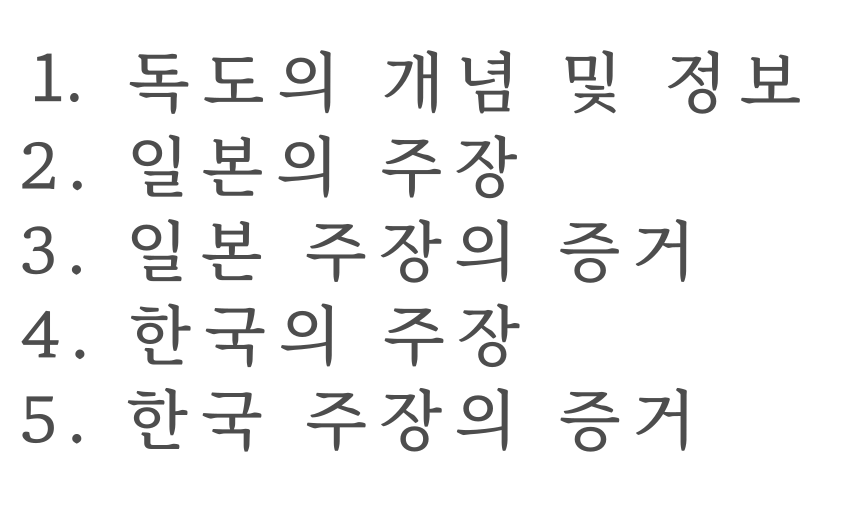 1. 독도의 개념 및 정보
2. 일본의 주장
3. 일본 주장의 증거
4. 한국의 주장
5. 한국 주장의 증거